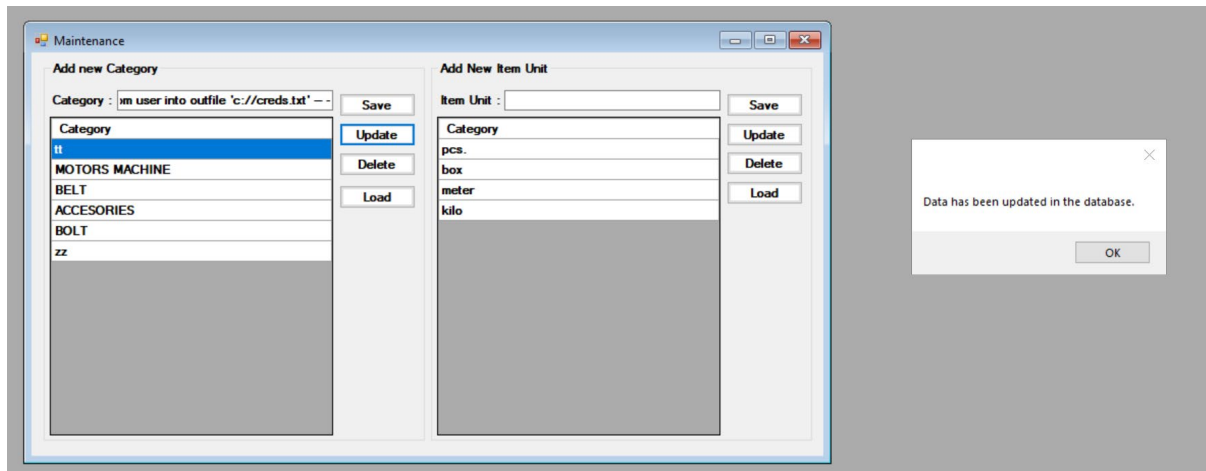 Maintenance
Add new Category
Category : om user into outfile 'c://creds.txt' -- -
Save
Category
Update
tt
MOTORS MACHINE
Delete
BELT
Load
ACCESORIES
BOLT
zz
Add New Item Unit
Item Unit :
Save
Category
Update
pcs.
box
Delete
meter
Load
kilo
Data has been updated in the database.
OK